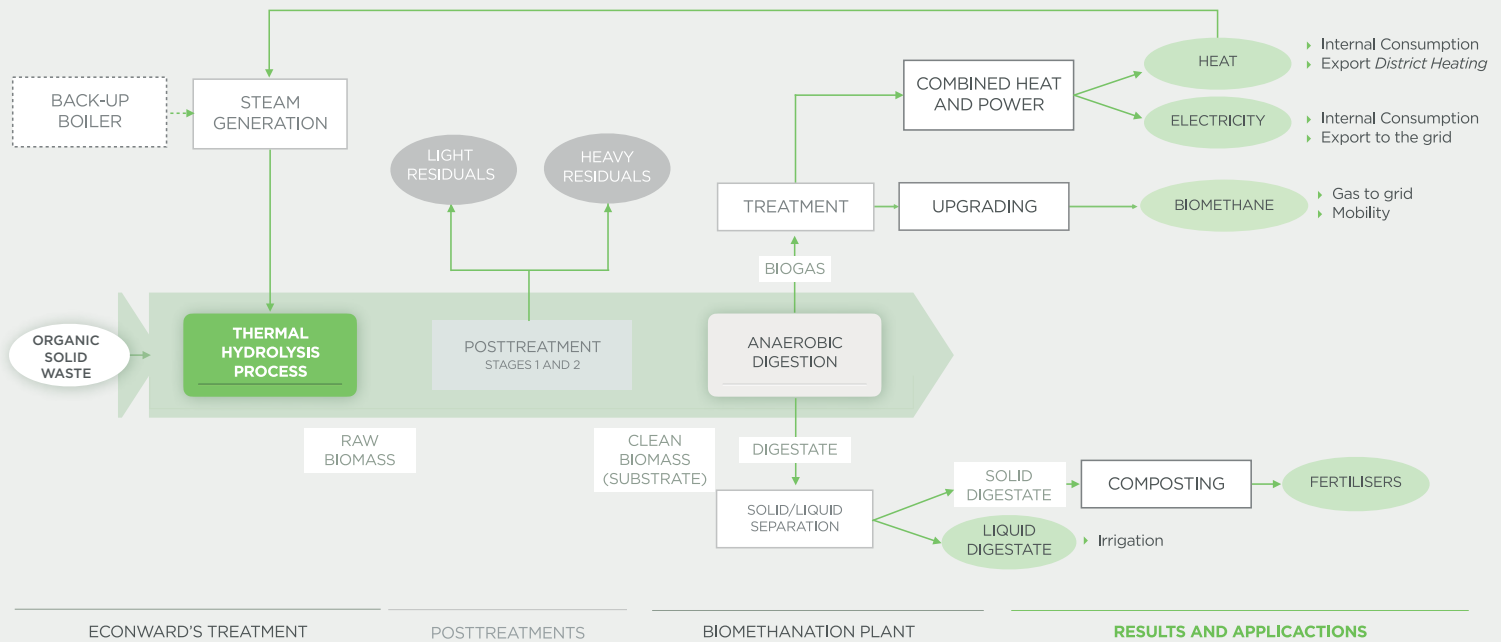 BACK-UP
BOILER
STEAM
GENERATION
LIGHT
RESIDUALS
HEAVY
RESIDUALS
COMBINED HEAT
AND POWER
HEAT
Internal Consumption
Export District Heating
ELECTRICITY
Internal Consumption
Export to the grid
TREATMENT
UPGRADING
BIOMETHANE
Gas to grid
Mobility
BIOGAS
ORGANIC
SOLID
WASTE
THERMAL
HYDROLYSIS
PROCESS
POSTTREATMENT
STAGES 1 AND 2
ANAEROBIC
DIGESTION
RAW
BIOMASS
CLEAN
BIOMASS
(SUBSTRATE)
DIGESTATE
SOLID/LIQUID
SEPARATION
SOLID
DIGESTATE
COMPOSTING
FERTILISERS
LIQUID
DIGESTATE
Irrigation
ECONWARD'S TREATMENT
POSTTREATMENTS
BIOMETHANATION PLANT
RESULTS AND APPLICACTIONS